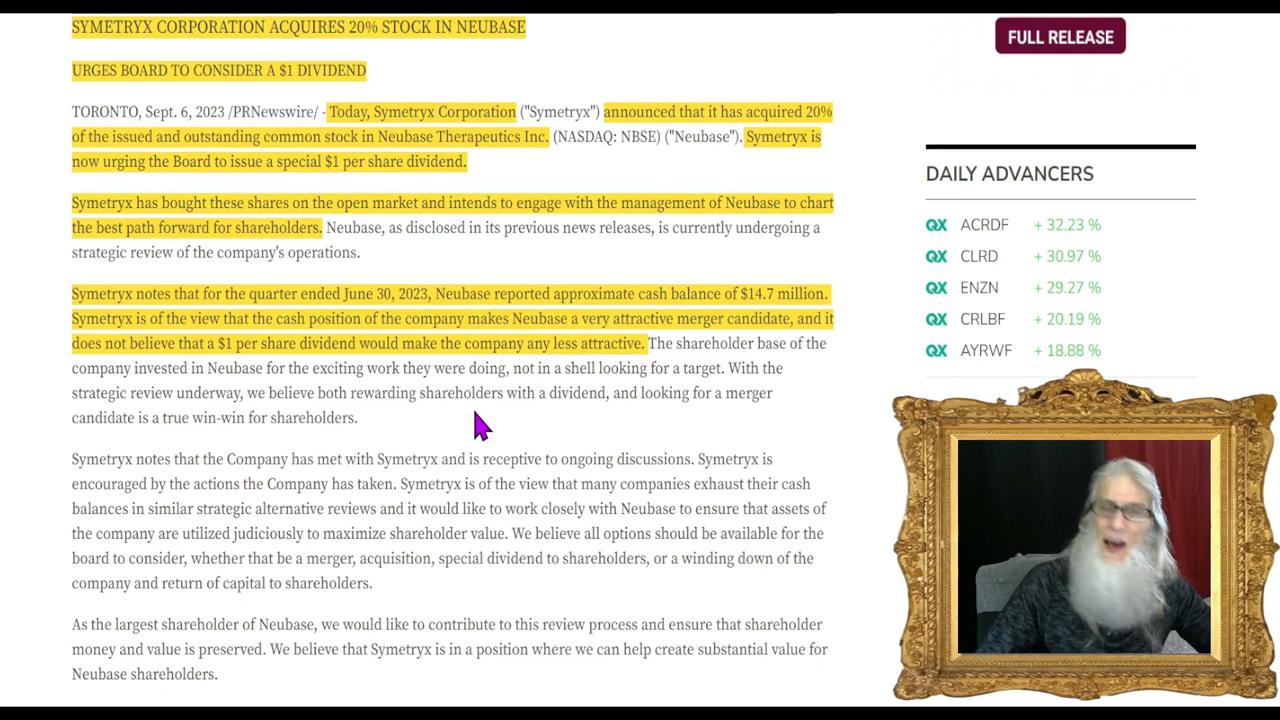 SYMETRYX CORPORATION ACQUIRES 20% STOCK IN NEUBASE
URGES BOARD TO CONSIDER A $1 DIVIDEND
TORONTO, Sept. 6, 2023 /PRNewswire/ - Today, Symetryx Corporation ("Symetryx") announced that it has acquired 20%
of the issued and outstanding common stock in Neubase Therapeutics Inc. (NASDAQ: NBSE) ("Neubase"). Symetryx is
now urging the Board to issue a special $1 per share dividend.
Symetryx has bought these shares on the open market and intends to engage with the management of Neubase to chart
the best path forward for shareholders. Neubase, as disclosed in its previous news releases, is currently undergoing a
strategic review of the company's operations.
Symetryx notes that for the quarter ended June 30, 2023, Neubase reported approximate cash balance of $14.7 million.
Symetryx is of the view that the cash position of the company makes Neubase a very attractive merger candidate, and it
does not believe that a $1 per share dividend would make the company any less attractive. The shareholder base of the
company invested in Neubase for the exciting work they were doing, not in a shell looking for a target. With the
strategic review underway, we believe both rewarding shareholders with a dividend, and looking for a merger
candidate is a true win-win for shareholders.
Symetryx notes that the Company has met with Symetryx and is receptive to ongoing discussions. Symetryx is
encouraged by the actions the Company has taken. Symetryx is of the view that many companies exhaust their cash
balances in similar strategic alternative reviews and it would like to work closely with Neubase to ensure that assets of
the company are utilized judiciously to maximize shareholder value. We believe all options should be available for the
board to consider, whether that be a merger, acquisition, special dividend to shareholders, or a winding down of the
company and return of capital to shareholders.
As the largest shareholder of Neubase, we would like to contribute to this review process and ensure that shareholder
money and value is preserved. We believe that Symetryx is in a position where we can help create substantial value for
Neubase shareholders.
FULL RELEASE
DAILY ADVANCERS
QX ACRDF + 32.23 %
QX CLRD + 30.97 %
QX ENZN + 29.27 %
QX CRLBF + 20.19 %
QX AYRWF + 18.88 %